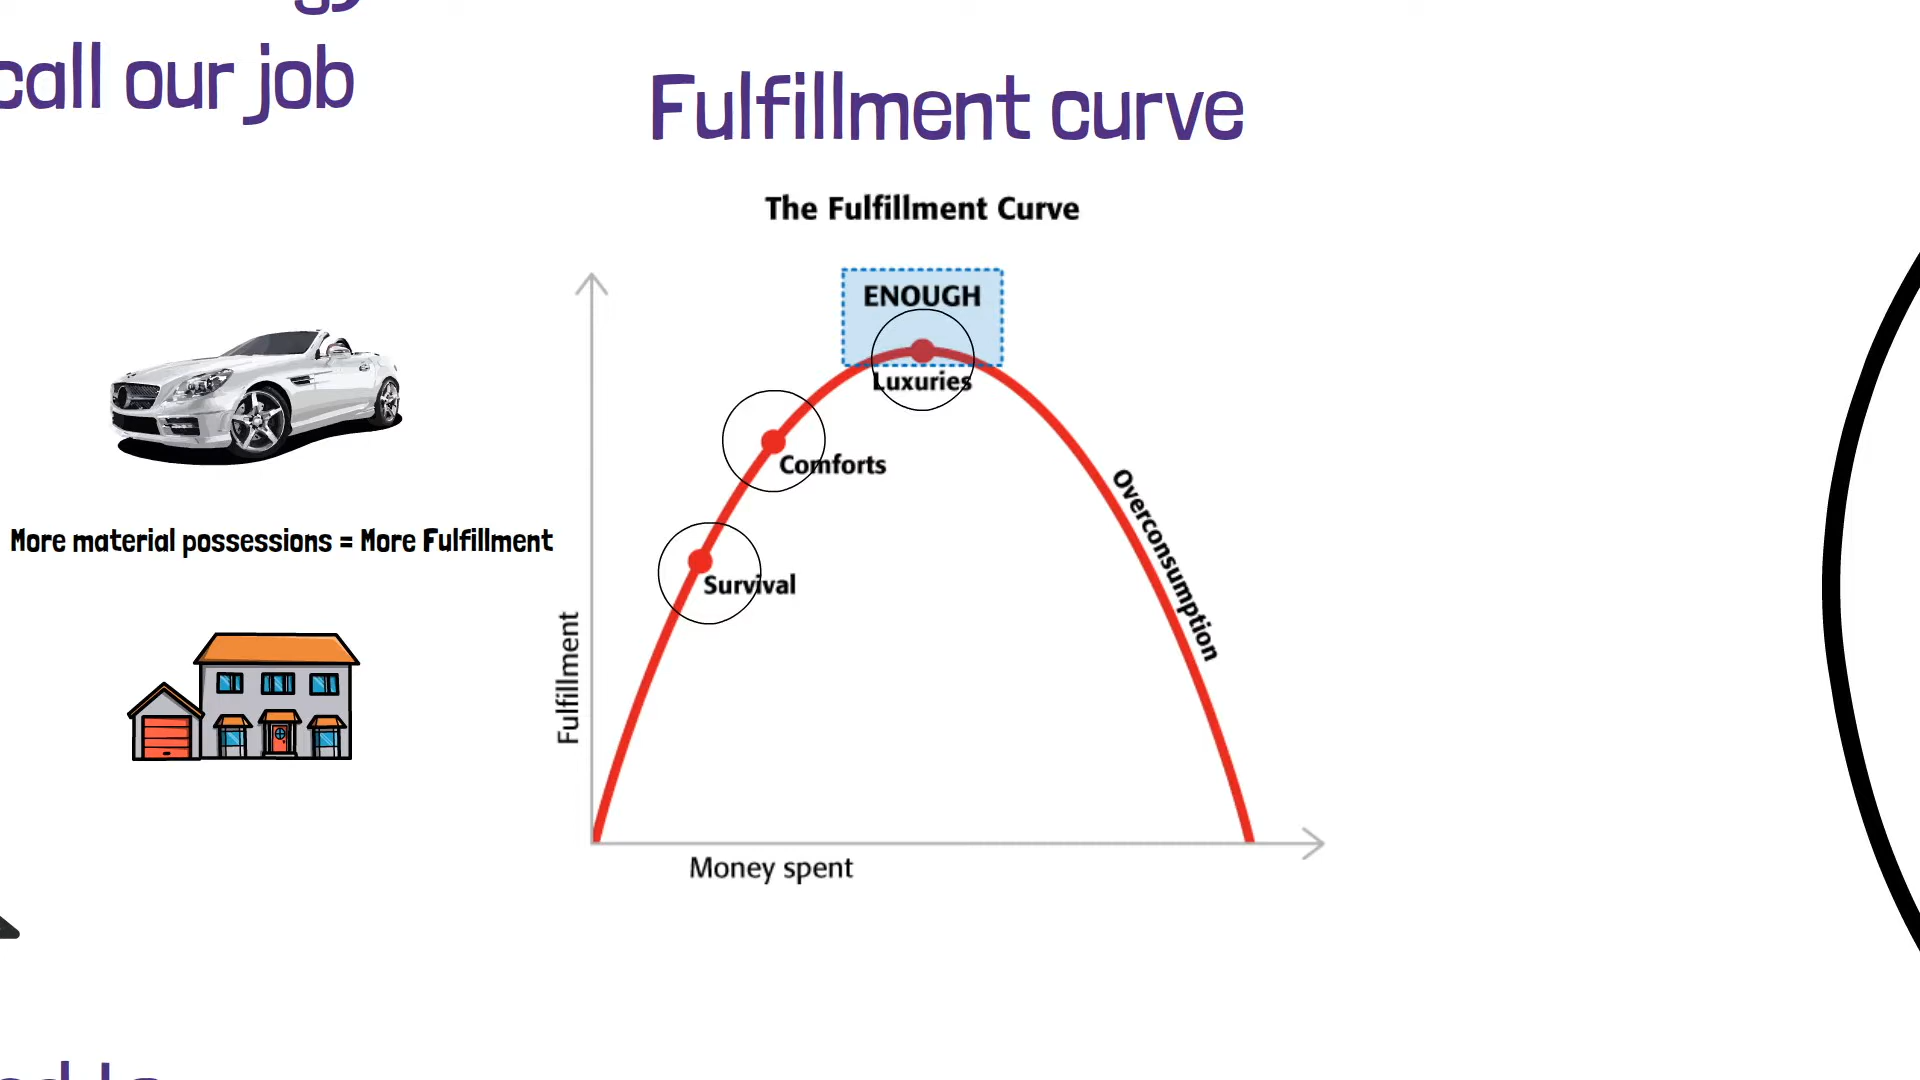 call our job
Fulfillment curve
The Fulfillment Curve
ENOUGH
Luxuries
Comforts
Survival
Overconsumption
More material possessions = More Fulfillment
Fulfillment
Money spent